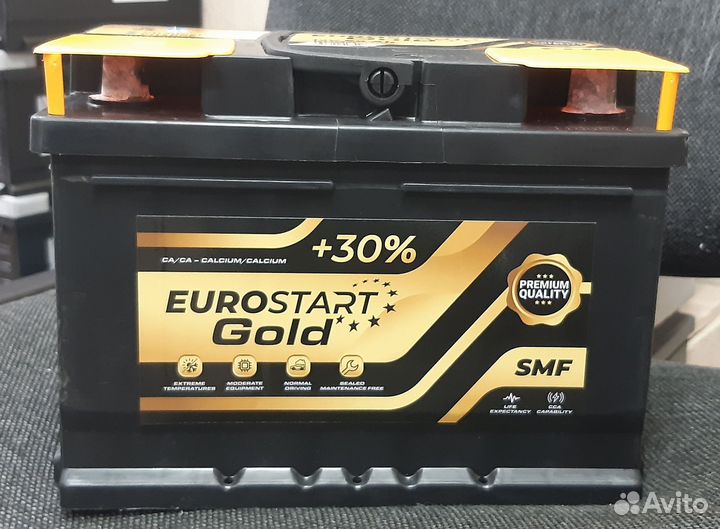 +30%
CA/CA – CALCIUM/CALCIUM
EUROSTART
Gold
PREMIUM
QUALITY
SMF
EXTREME
TEMPERATURES
MODERATE
EQUIPMENT
NORMAL
DRIVING
SEALED
MAINTENANCE FREE
LIFE
EXPECTANCY
CCA
CAPABILITY
Avito